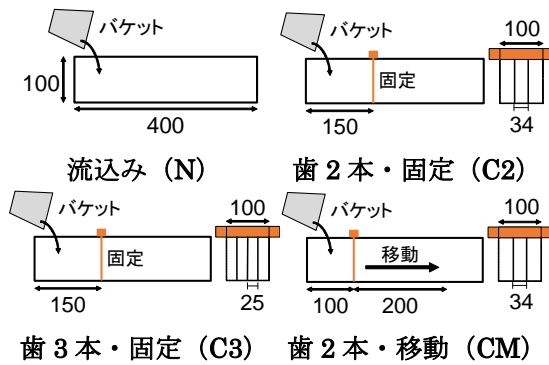 バケット
100
400
流込み（N）
バケット
固定
150
100
34
歯２本・固定（C2）
バケット
固定
150
100
25
歯３本・固定（C3）
バケット
移動
100
200
100
34
歯２本・移動（CM）